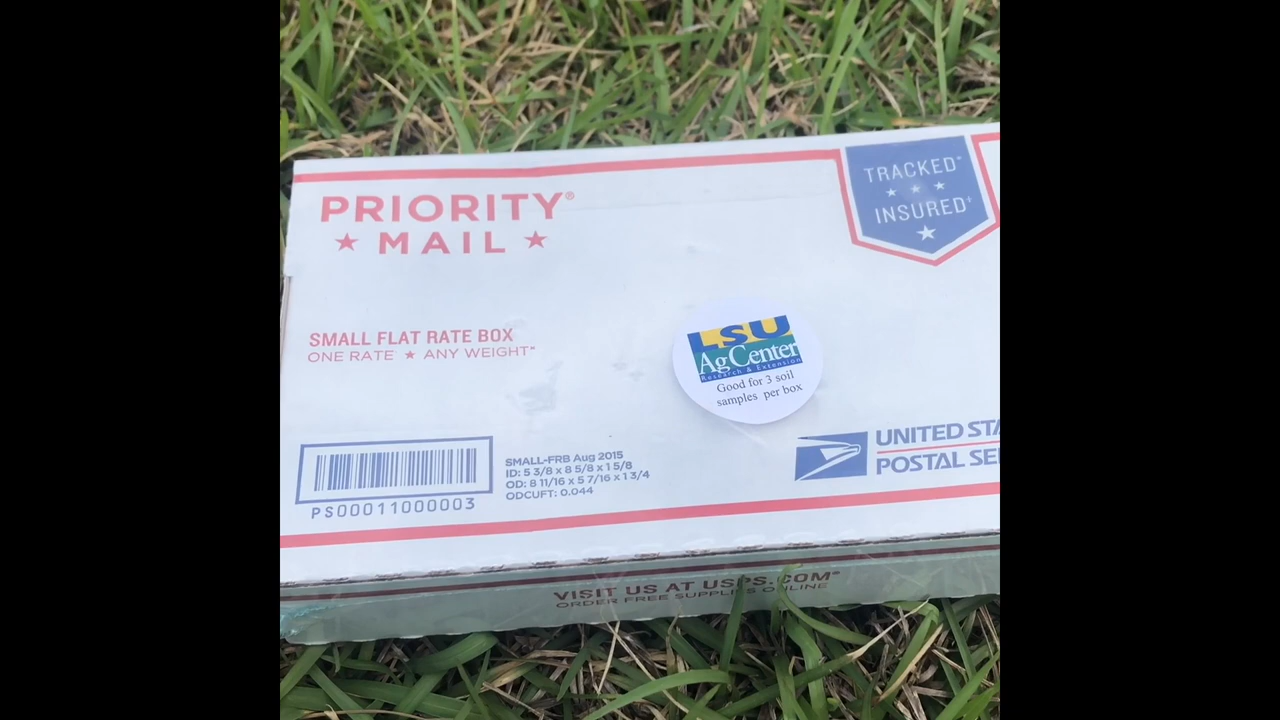 PRIORITY®
★ MAIL ★
TRACKED*
★ ★ ★
INSURED†
★
SMALL FLAT RATE BOX
ONE RATE ★ ANY WEIGHT*
LSU
AgCenter
Research & Extension
Good for 3 soil
samples per box
UNITED STA
POSTAL SE
SMALL-FRB Aug 2015
ID: 5 3/8 x 8 5/8 x 1 5/8
OD: 8 11/16 x 5 7/16 x 1 3/4
ODCUFT: 0.044
PS00011000003
VISIT US AT USPS.COM®
ORDER FREE SUPPLIES ONLINE